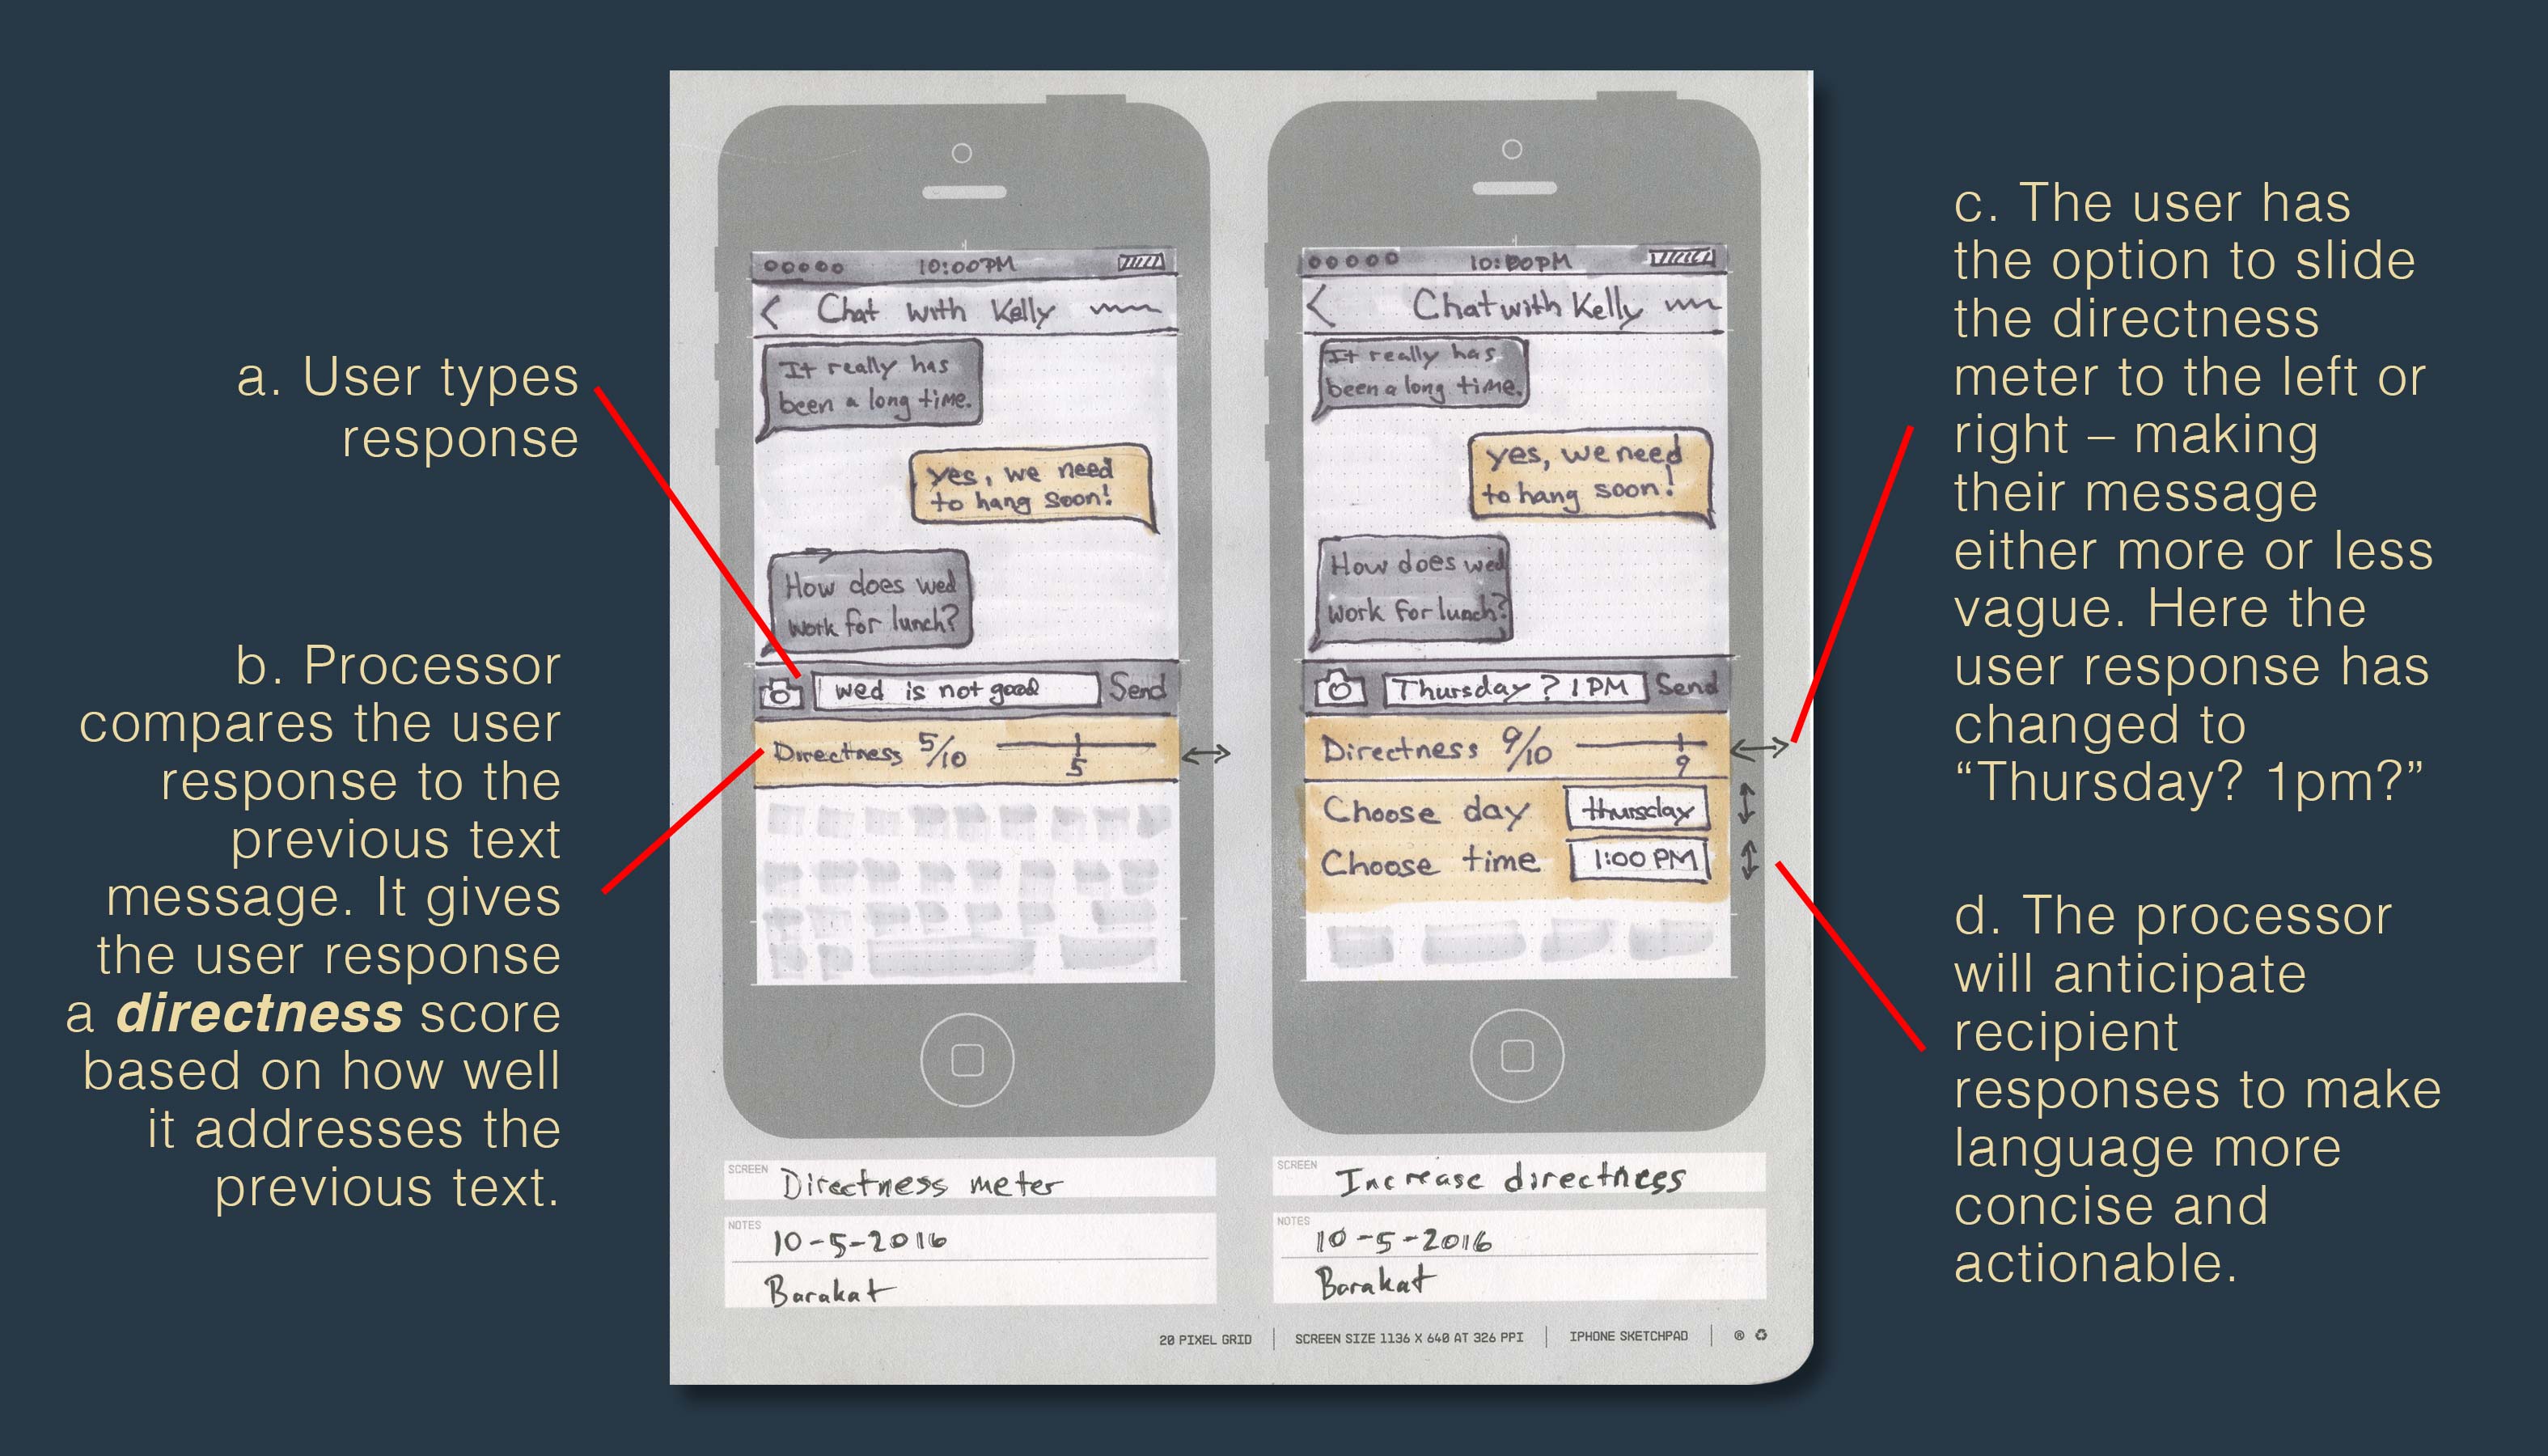 a. User types
response
b. Processor
compares the user
response to the
previous text
message. It gives
the user response
a directness score
based on how well
it addresses the
previous text.
10:00PM
< Chat with Kelly
It really has
been a long time.
yes, we need
to hang soon!
How does wed
work for lunch?
wed is not good Send
Directness 5/10
5
SCREEN
Directness meter
NOTES
10-5-2016
Barakat
10:00PM
< Chat with Kelly
It really has
been a long time.
yes, we need
to hang soon!
How does wed
work for lunch?
Thursday? 1PM Send
Directness 9/10
9
Choose day thursday
Choose time 1:00 PM
SCREEN
Increase directness
NOTES
10-5-2016
Barakat
20 PIXEL GRID | SCREEN SIZE 1136 X 640 AT 326 PPI | IPHONE SKETCHPAD | ®
c. The user has
the option to slide
the directness
meter to the left or
right – making
their message
either more or less
vague. Here the
user response has
changed to
“Thursday? 1pm?”
d. The processor
will anticipate
recipient
responses to make
language more
concise and
actionable.